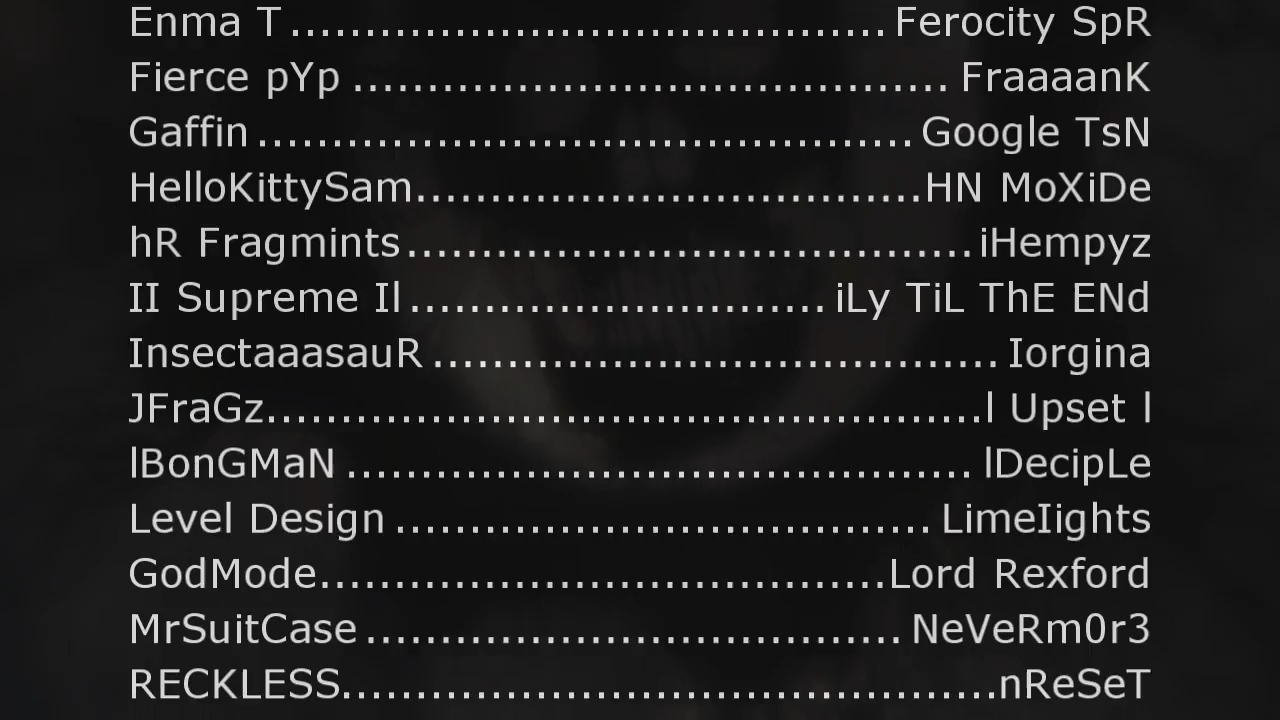 Enma T ........................................ Ferocity SpR
Fierce pYp ........................................ FraaaanK
Gaffin ............................................ Google TsN
HelloKittySam..................................HN MoXiDe
hR Fragmints......................................iHempyz
II Supreme Il............................ iLy TiL ThE ENd
InsectaaasauR ...................................... Iorgina
JFraGz................................................l Upset l
lBonGMaN .......................................... lDecipLe
Level Design .................................... LimeIights
GodMode......................................Lord Rexford
MrSuitCase .................................... NeVeRm0r3
RECKLESS............................................nReSeT